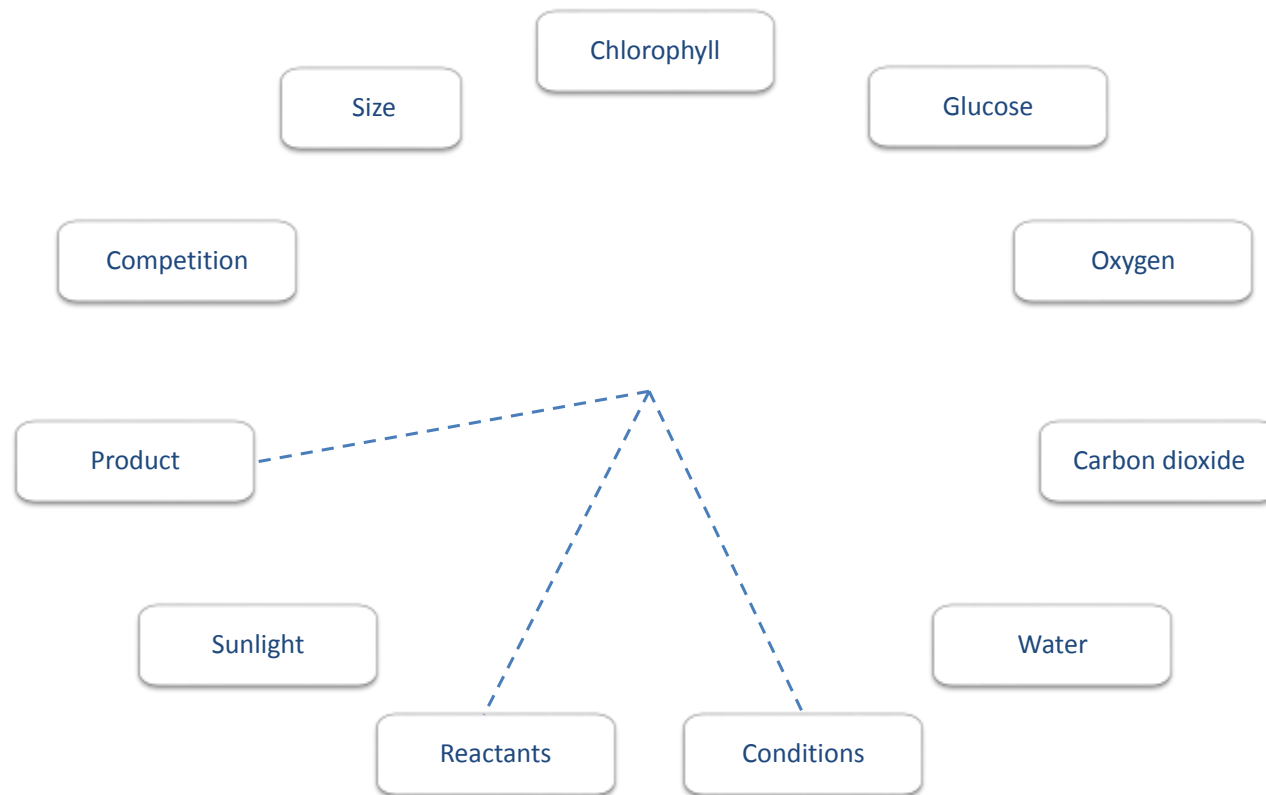 Chlorophyll
Size
Glucose
Competition
Oxygen
Product
Carbon dioxide
Sunlight
Water
Reactants
Conditions